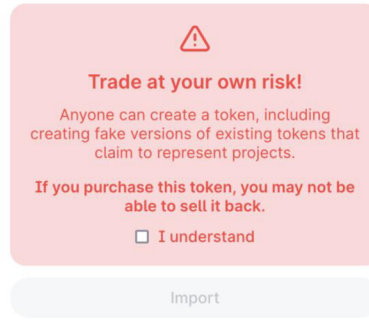 Trade at your own risk!
Anyone can create a token, including
creating fake versions of existing tokens that
claim to represent projects.
If you purchase this token, you may not be
able to sell it back.
I understand
Import